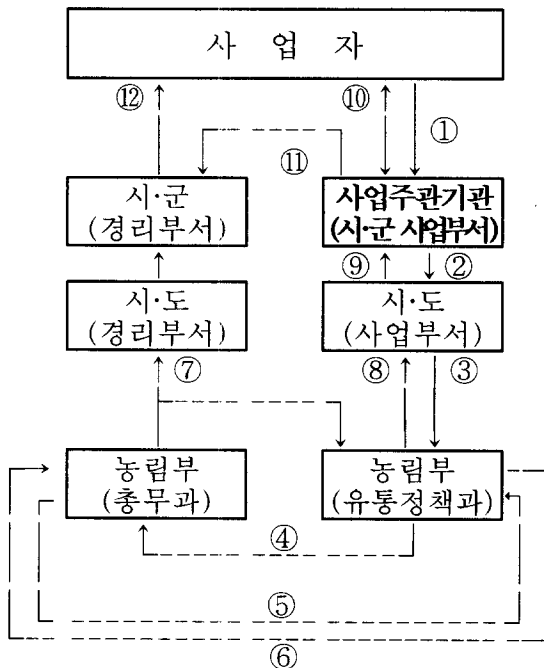 사 업 자
⑫ ⑩ ①
⑪
시·군
(경리부서)
사업주관기관
(시·군 사업부서)
⑨ ②
시·도
(경리부서)
시·도
(사업부서)
⑦ ⑧ ③
농림부
(총무과)
농림부
(유통정책과)
④
⑤
⑥